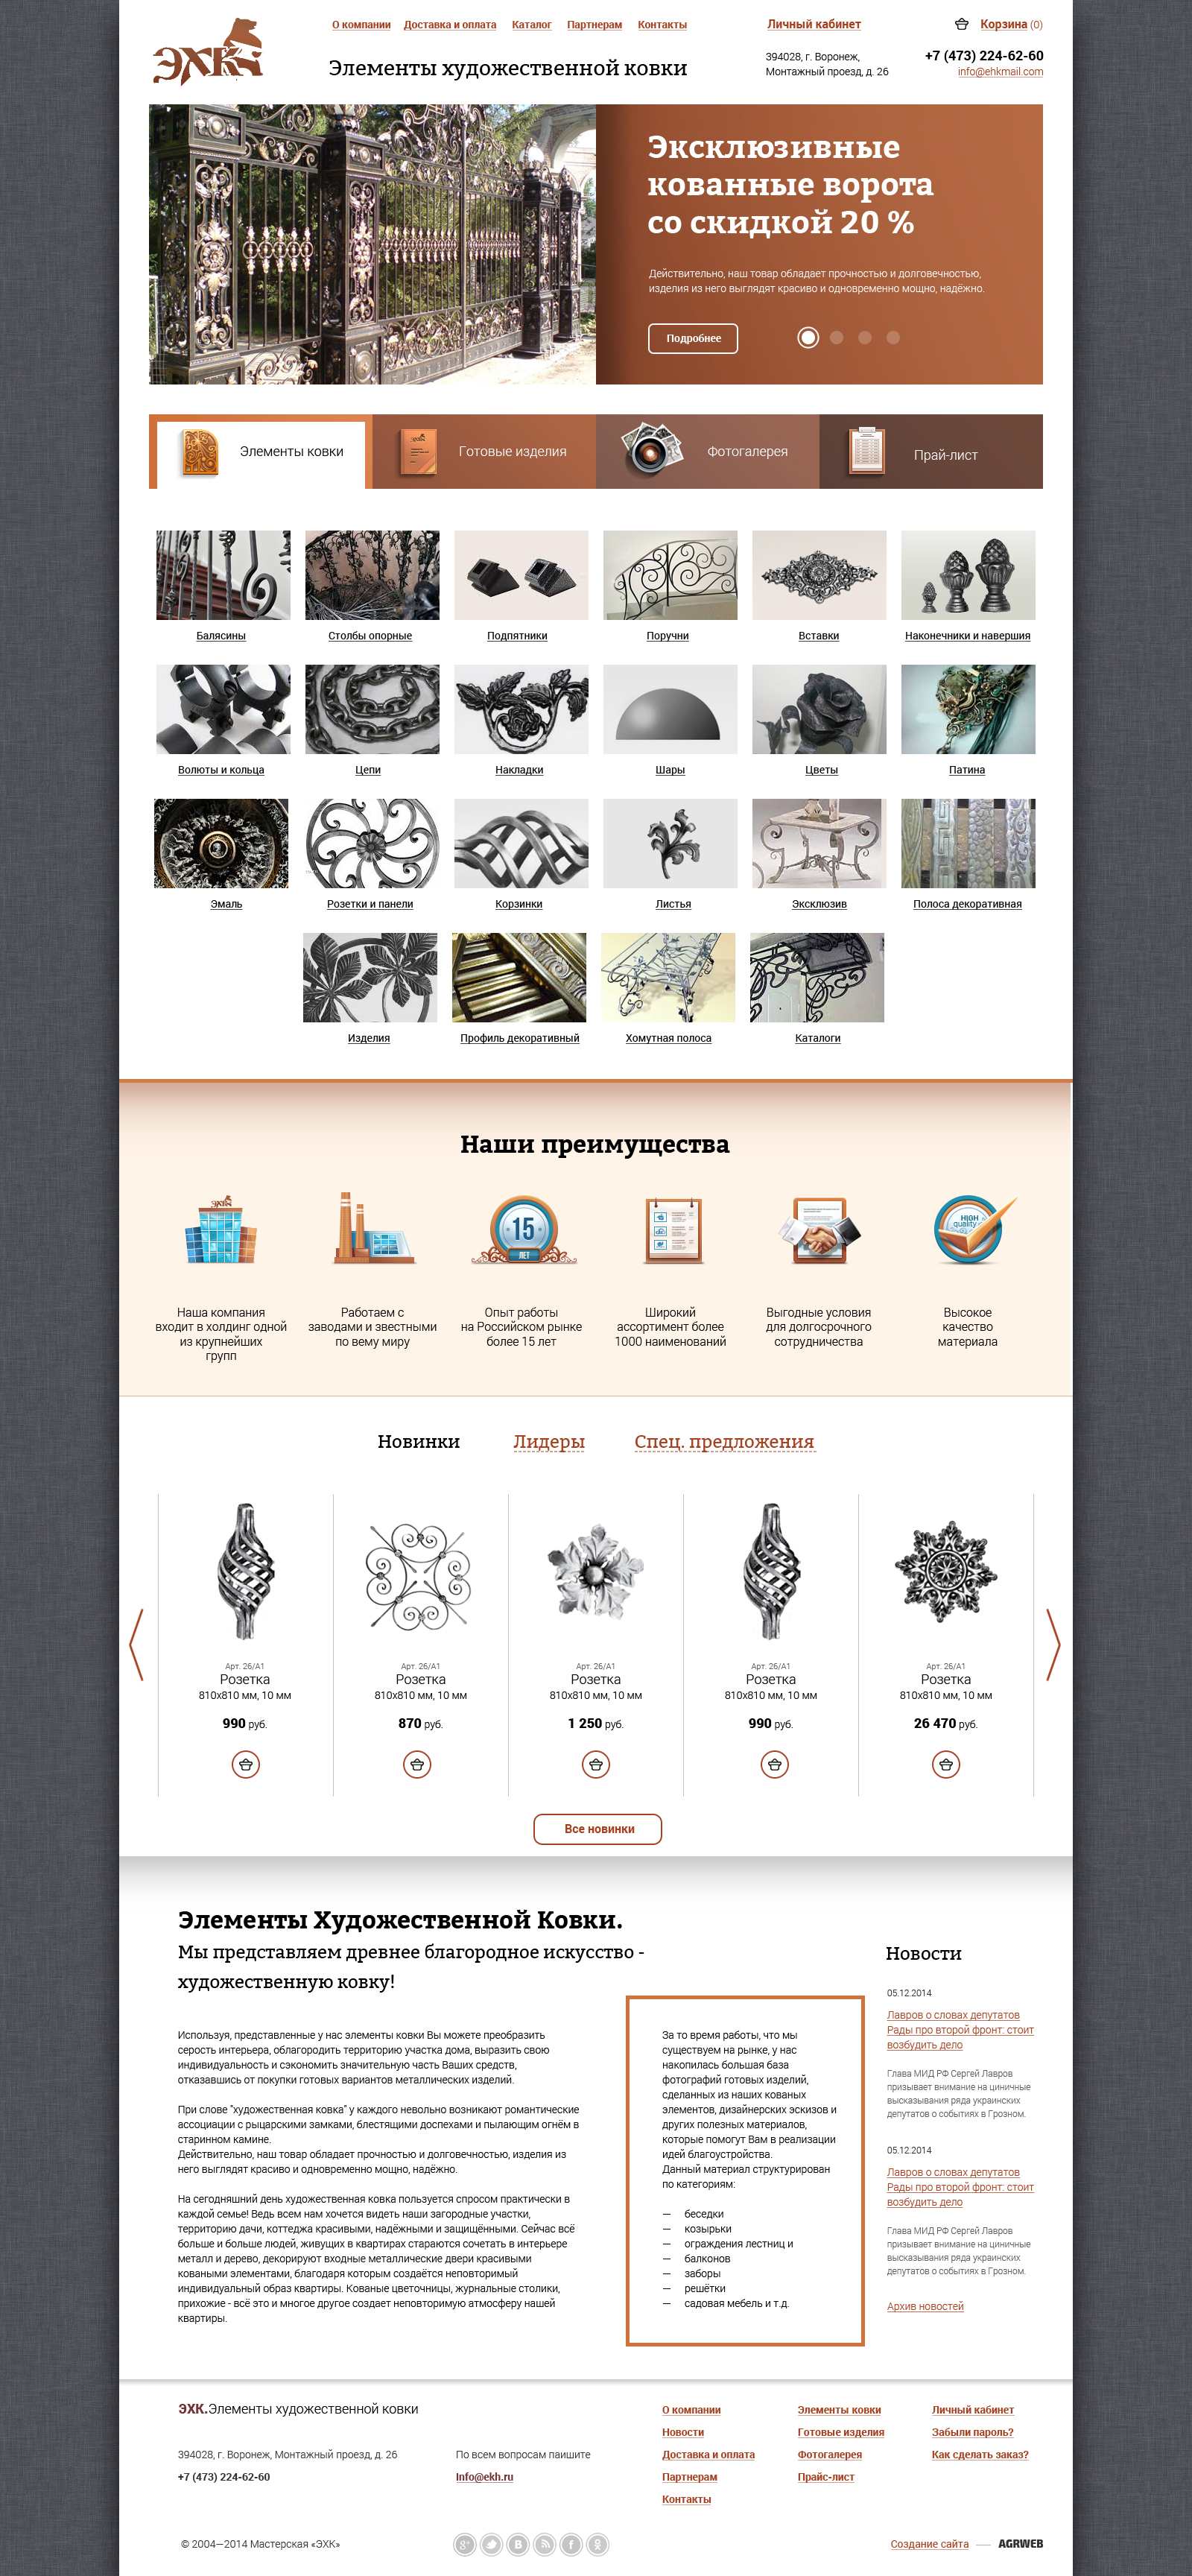 ЭХК
О компании Доставка и оплата Каталог Партнерам Контакты
Элементы художественной ковки
Личный кабинет
Корзина (0)
394028, г. Воронеж,
Монтажный проезд, д. 26
+7 (473) 224-62-60
info@ehkmail.com
Эксклюзивные
кованные ворота
со скидкой 20 %
Действительно, наш товар обладает прочностью и долговечностью,
изделия из него выглядят красиво и одновременно мощно, надёжно.
Подробнее
Элементы ковки
Готовые изделия
Фотогалерея
Прай-лист
Балясины
Столбы опорные
Подпятники
Поручни
Вставки
Наконечники и навершия
Волюты и кольца
Цепи
Накладки
Шары
Цветы
Патина
Эмаль
Розетки и панели
Корзинки
Листья
Эксклюзив
Полоса декоративная
Изделия
Профиль декоративный
Хомутная полоса
Каталоги
Наши преимущества
ЭХК
15
ЛЕТ
HIGH
quality
Наша компания
входит в холдинг одной
из крупнейших
групп
Работаем с
заводами и звестными
по вему миру
Опыт работы
на Российском рынке
более 15 лет
Широкий
ассортимент более
1000 наименований
Выгодные условия
для долгосрочного
сотрудничества
Высокое
качество
материала
Новинки
Лидеры
Спец. предложения
Арт. 26/А1
Розетка
810х810 мм, 10 мм
990 руб.
Арт. 26/А1
Розетка
810х810 мм, 10 мм
870 руб.
Арт. 26/А1
Розетка
810х810 мм, 10 мм
1 250 руб.
Арт. 26/А1
Розетка
810х810 мм, 10 мм
990 руб.
Арт. 26/А1
Розетка
810х810 мм, 10 мм
26 470 руб.
Все новинки
Элементы Художественной Ковки.
Мы представляем древнее благородное искусство -
художественную ковку!
Используя, представленные у нас элементы ковки Вы можете преобразить
серость интерьера, облагородить территорию участка дома, выразить свою
индивидуальность и сэкономить значительную часть Ваших средств,
отказавшись от покупки готовых вариантов металлических изделий.
При слове "художественная ковка" у каждого невольно возникают романтические
ассоциации с рыцарскими замками, блестящими доспехами и пылающим огнём в
старинном камине.
Действительно, наш товар обладает прочностью и долговечностью, изделия из
него выглядят красиво и одновременно мощно, надёжно.
На сегодняшний день художественная ковка пользуется спросом практически в
каждой семье! Ведь всем нам хочется видеть наши загородные участки,
территорию дачи, коттеджа красивыми, надёжными и защищёнными. Сейчас всё
больше и больше людей, живущих в квартирах стараются сочетать в интерьере
металл и дерево, декорируют входные металлические двери красивыми
коваными элементами, благодаря которым создаётся неповторимый
индивидуальный образ квартиры. Кованые цветочницы, журнальные столики,
прихожие - всё это и многое другое создает неповторимую атмосферу нашей
квартиры.
За то время работы, что мы
существуем на рынке, у нас
накопилась большая база
фотографий готовых изделий,
сделанных из наших кованых
элементов, дизайнерских эскизов и
других полезных материалов,
которые помогут Вам в реализации
идей благоустройства.
Данный материал структурирован
по категориям:
— беседки
— козырьки
— ограждения лестниц и
— балконов
— заборы
— решётки
— садовая мебель и т.д.
Новости
05.12.2014
Лавров о словах депутатов
Рады про второй фронт: стоит
возбудить дело
Глава МИД РФ Сергей Лавров
призывает внимание на циничные
высказывания ряда украинских
депутатов о событиях в Грозном.
05.12.2014
Лавров о словах депутатов
Рады про второй фронт: стоит
возбудить дело
Глава МИД РФ Сергей Лавров
призывает внимание на циничные
высказывания ряда украинских
депутатов о событиях в Грозном.
Архив новостей
ЭХК.Элементы художественной ковки
394028, г. Воронеж, Монтажный проезд, д. 26
+7 (473) 224-62-60
По всем вопросам паишите
Info@ekh.ru
О компании
Новости
Доставка и оплата
Партнерам
Контакты
Элементы ковки
Готовые изделия
Фотогалерея
Прайс-лист
Личный кабинет
Забыли пароль?
Как сделать заказ?
© 2004—2014 Мастерская «ЭХК»
Создание сайта — AGRWEB